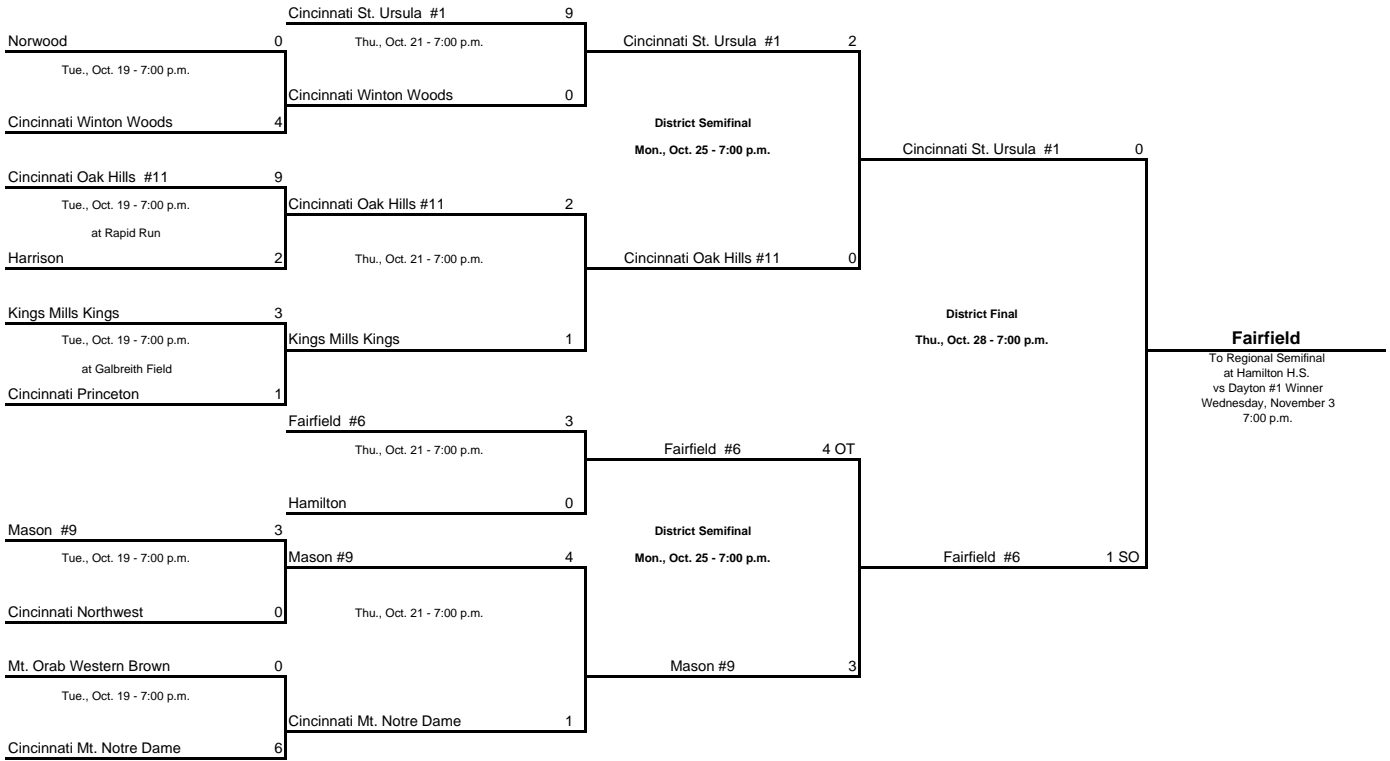 Cincinnati St. Ursula #1 9
Norwood 0
Thu., Oct. 21 - 7:00 p.m.
Cincinnati St. Ursula #1 2
Tue., Oct. 19 - 7:00 p.m.
Cincinnati Winton Woods 0
Cincinnati Winton Woods 4
District Semifinal
Mon., Oct. 25 - 7:00 p.m.
Cincinnati St. Ursula #1 0
Cincinnati Oak Hills #11 9
Tue., Oct. 19 - 7:00 p.m.
Cincinnati Oak Hills #11 2
at Rapid Run
Harrison 2
Thu., Oct. 21 - 7:00 p.m.
Cincinnati Oak Hills #11 0
Kings Mills Kings 3
District Final
Tue., Oct. 19 - 7:00 p.m.
Kings Mills Kings 1
Thu., Oct. 28 - 7:00 p.m.
Fairfield
at Galbreith Field
To Regional Semifinal
at Hamilton H.S.
vs Dayton #1 Winner
Wednesday, November 3
7:00 p.m.
Cincinnati Princeton 1
Fairfield #6 3
Thu., Oct. 21 - 7:00 p.m.
Fairfield #6 4 OT
Hamilton 0
Mason #9 3
District Semifinal
Tue., Oct. 19 - 7:00 p.m.
Mason #9 4
Mon., Oct. 25 - 7:00 p.m.
Fairfield #6 1 SO
Cincinnati Northwest 0
Thu., Oct. 21 - 7:00 p.m.
Mt. Orab Western Brown 0
Mason #9 3
Tue., Oct. 19 - 7:00 p.m.
Cincinnati Mt. Notre Dame 1
Cincinnati Mt. Notre Dame 6